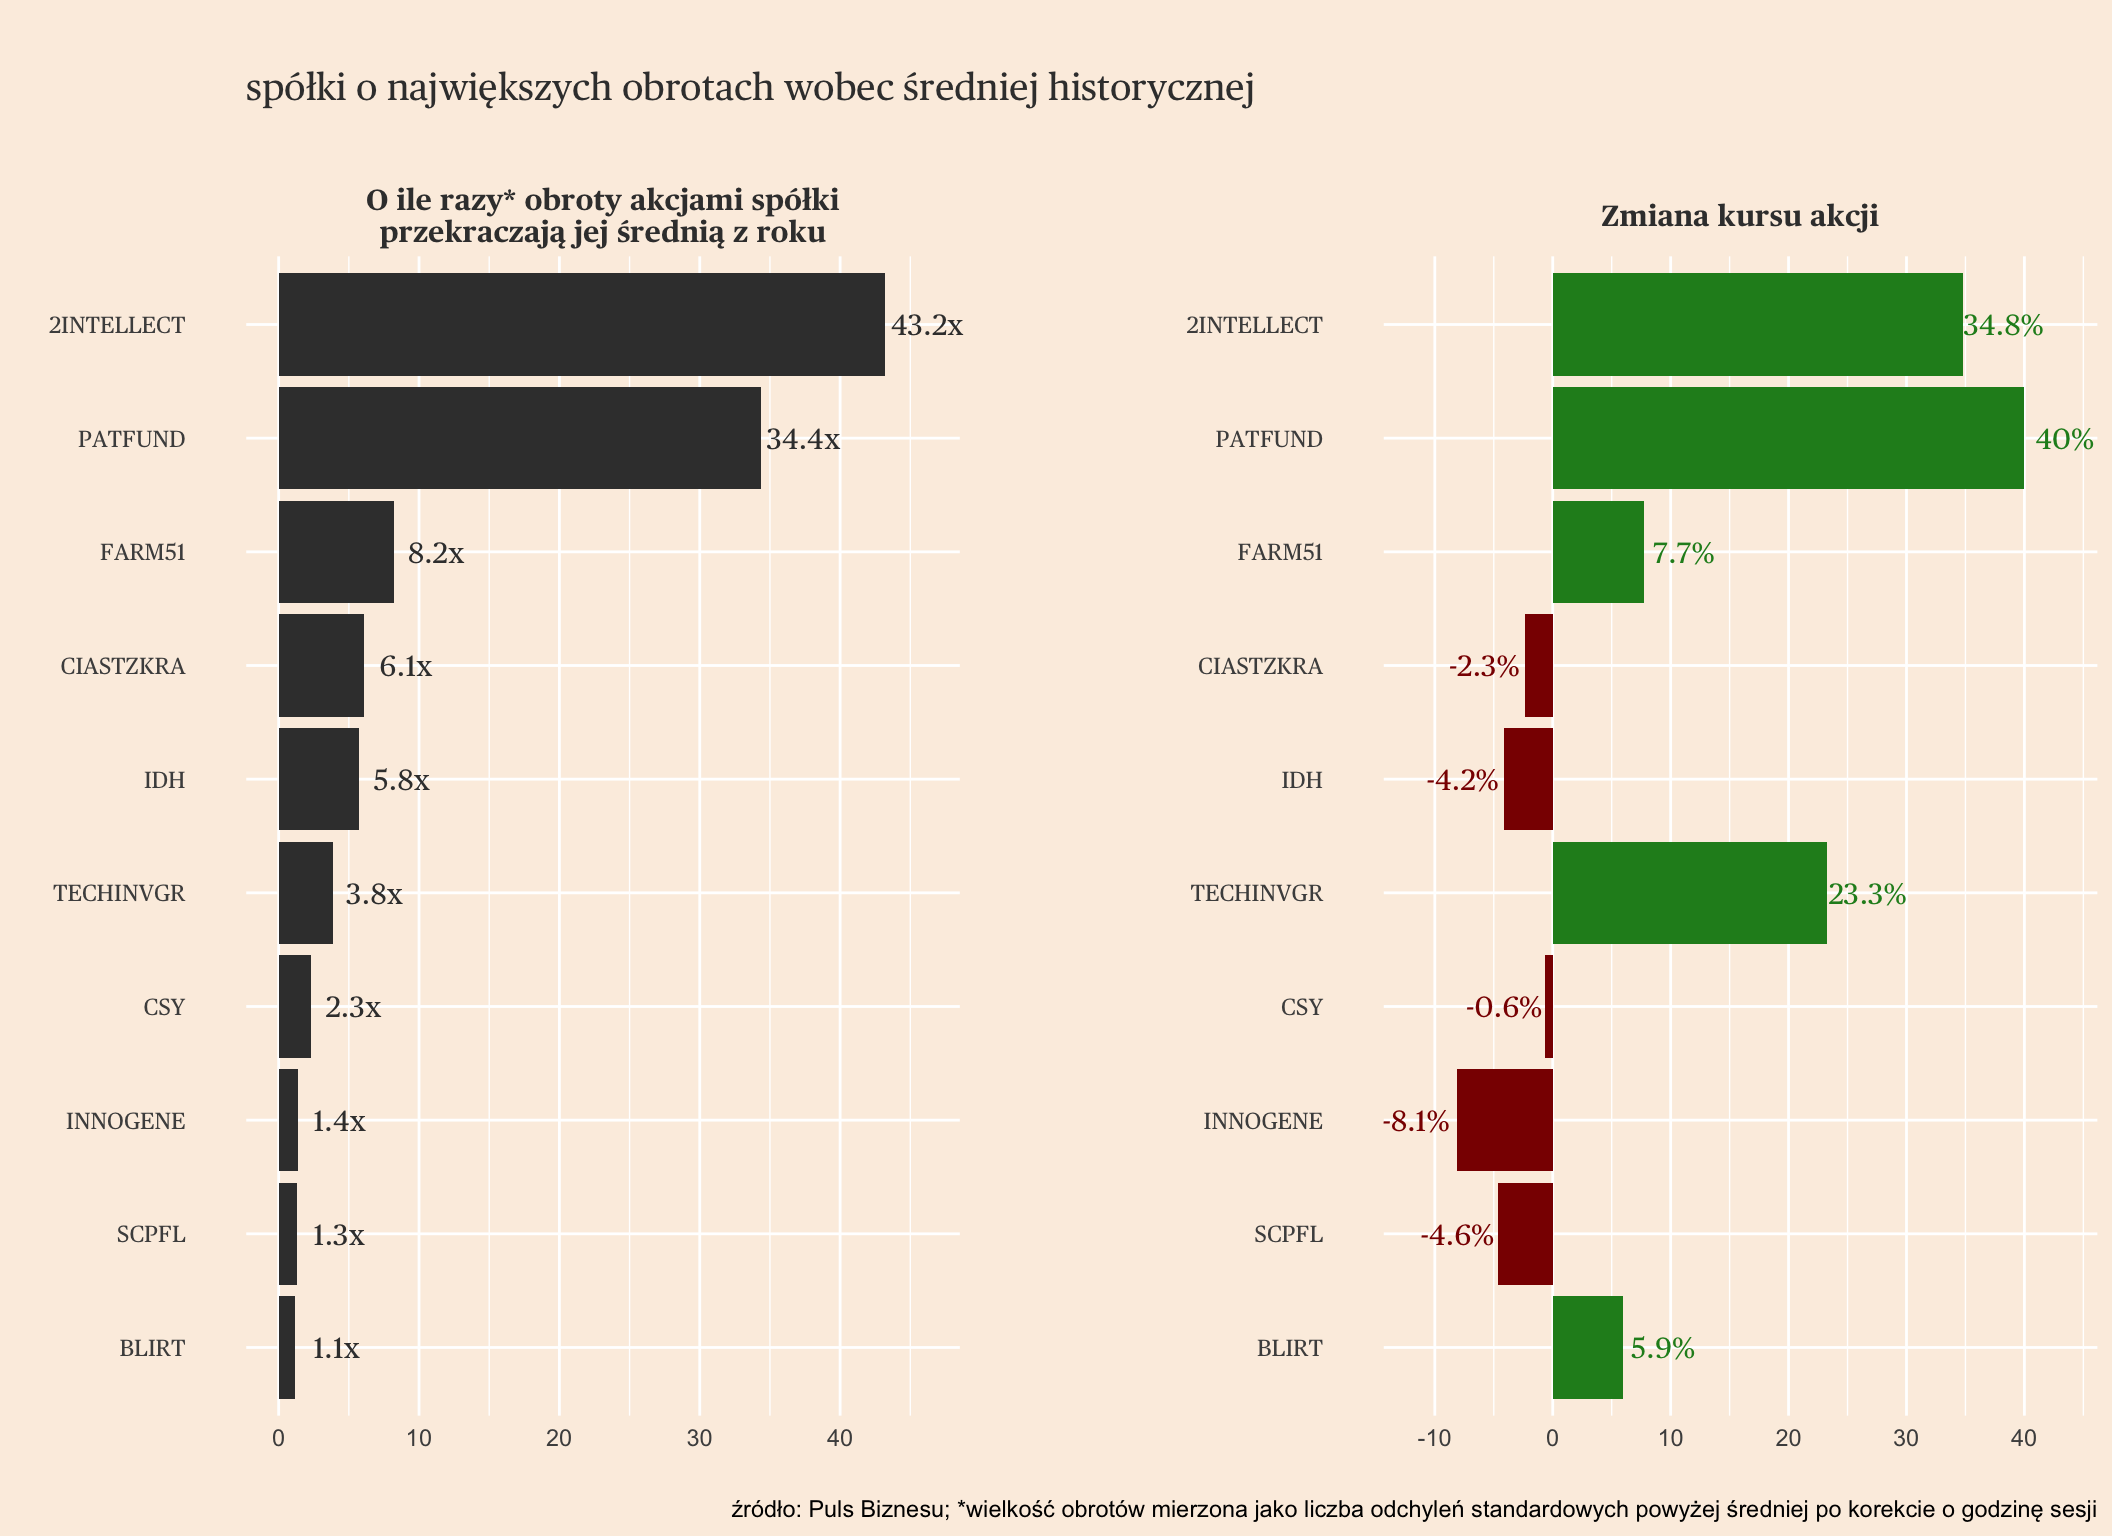 spółki o największych obrotach wobec średniej historycznej
O ile razy* obroty akcjami spółki
przekraczają jej średnią z roku
2INTELLECT 43.2x
PATFUND 34.4x
FARM51 8.2x
CIASTZKRA 6.1x
IDH 5.8x
TECHINVGR 3.8x
CSY 2.3x
INNOGENE 1.4x
SCPFL 1.3x
BLIRT 1.1x
0 10 20 30 40
Zmiana kursu akcji
2INTELLECT 34.8%
PATFUND 40%
FARM51 7.7%
CIASTZKRA -2.3%
IDH -4.2%
TECHINVGR 23.3%
CSY -0.6%
INNOGENE -8.1%
SCPFL -4.6%
BLIRT 5.9%
-10 0 10 20 30 40
źródło: Puls Biznesu; *wielkość obrotów mierzona jako liczba odchyleń standardowych powyżej średniej po korekcie o godzinę sesji